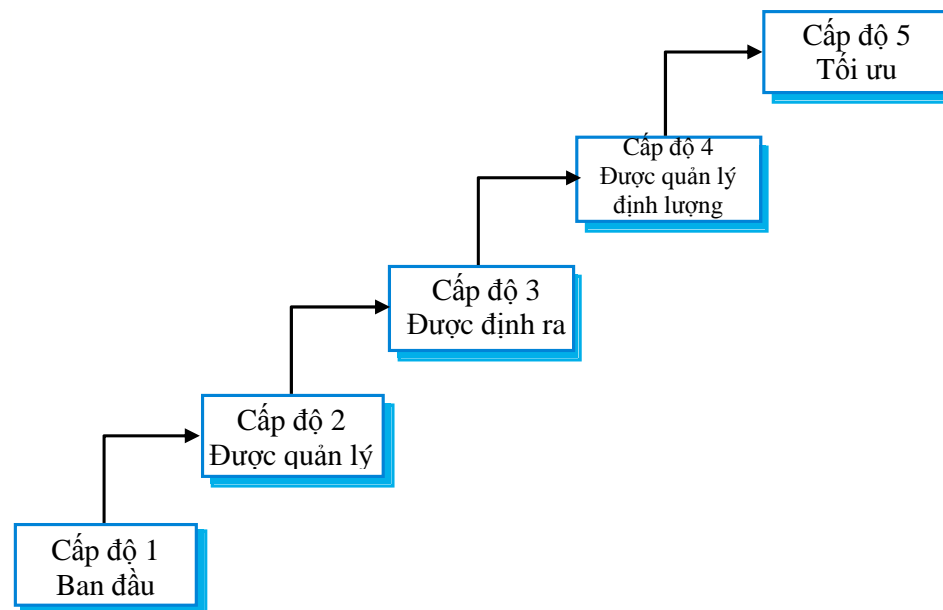 Cấp độ 5
Tối ưu
Cấp độ 4
Được quản lý
định lượng
Cấp độ 3
Được định ra
Cấp độ 2
Được quản lý
Cấp độ 1
Ban đầu